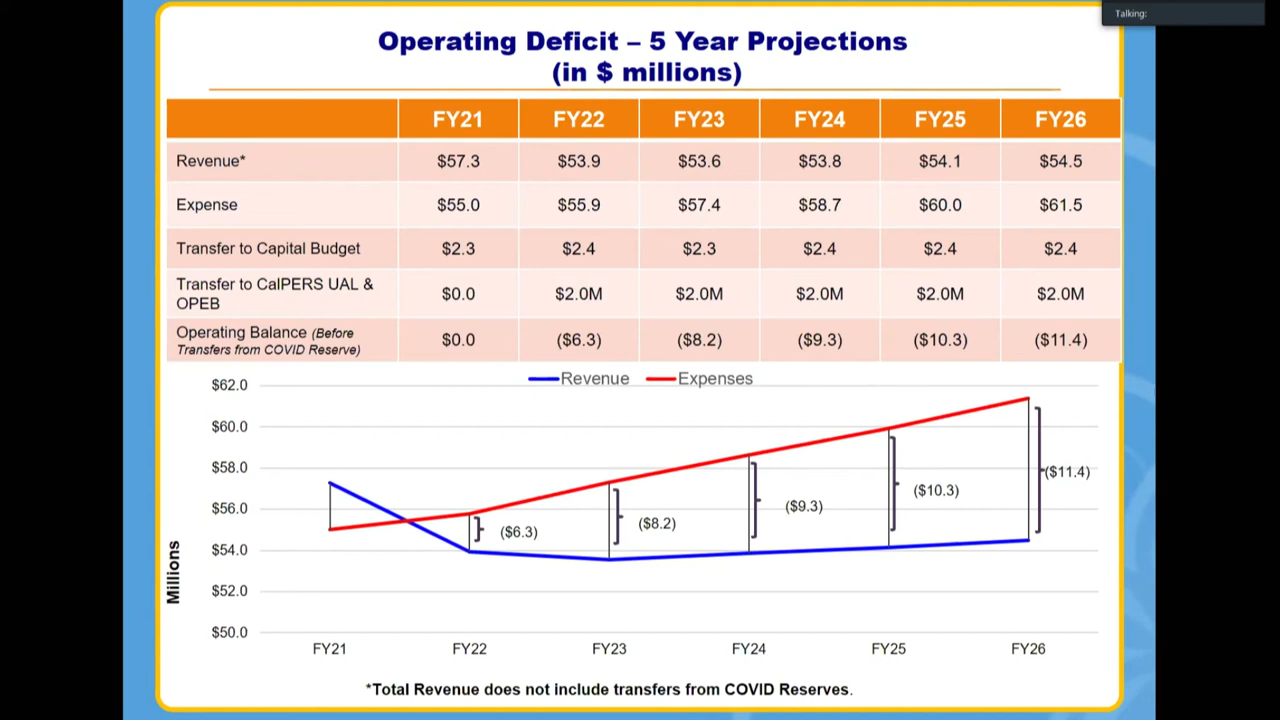 Talking:
Operating Deficit – 5 Year Projections
(in $ millions)
FY21 FY22 FY23 FY24 FY25 FY26
Revenue* $57.3 $53.9 $53.6 $53.8 $54.1 $54.5
Expense $55.0 $55.9 $57.4 $58.7 $60.0 $61.5
Transfer to Capital Budget $2.3 $2.4 $2.3 $2.4 $2.4 $2.4
Transfer to CalPERS UAL &
OPEB $0.0 $2.0M $2.0M $2.0M $2.0M $2.0M
Operating Balance (Before
Transfers from COVID Reserve) $0.0 ($6.3) ($8.2) ($9.3) ($10.3) ($11.4)
Revenue Expenses
$62.0
$60.0
$58.0
$56.0
$54.0
$52.0
$50.0
Millions
($6.3)
($8.2)
($9.3)
($10.3)
($11.4)
FY21 FY22 FY23 FY24 FY25 FY26
*Total Revenue does not include transfers from COVID Reserves.